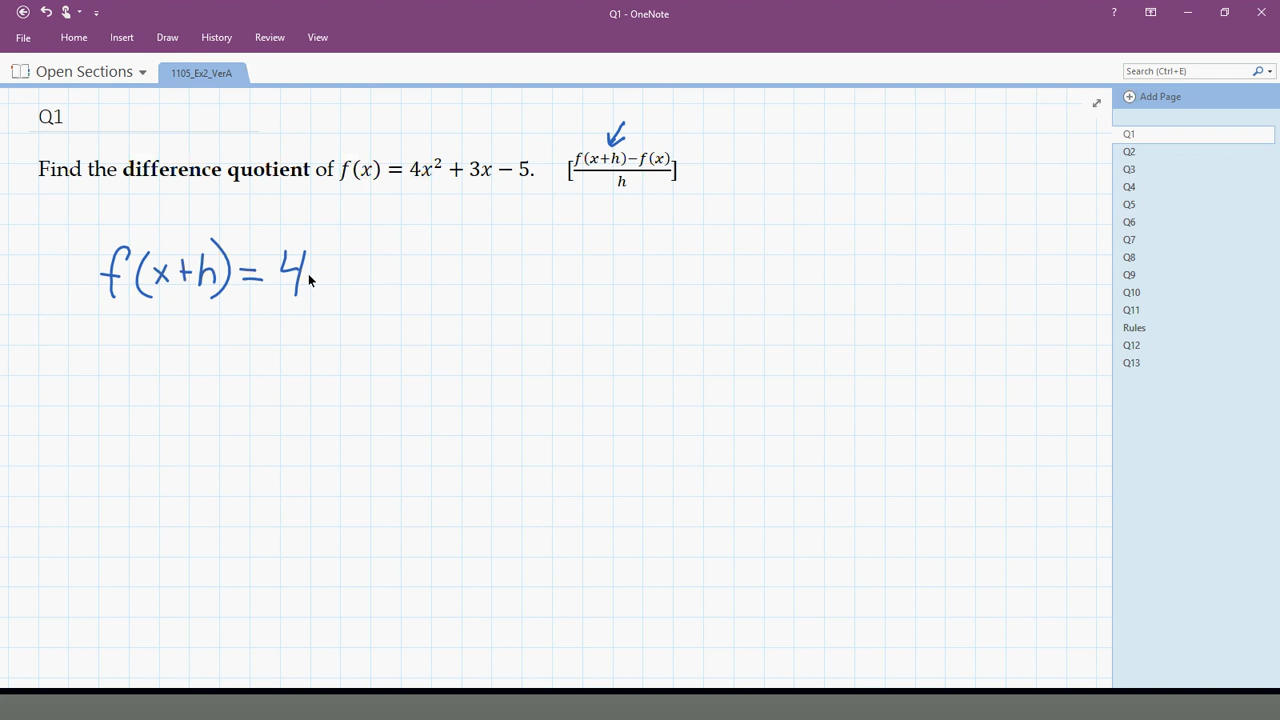 Q1 - OneNote
?
File Home Insert Draw History Review View
Open Sections 1105_Ex2_VerA
Search (Ctrl+E)
Add Page
Q1
Find the difference quotient of f(x) = 4x² + 3x − 5. [f(x+h)−f(x)/h]
f(x+h) = 4
Q1
Q2
Q3
Q4
Q5
Q6
Q7
Q8
Q9
Q10
Q11
Rules
Q12
Q13